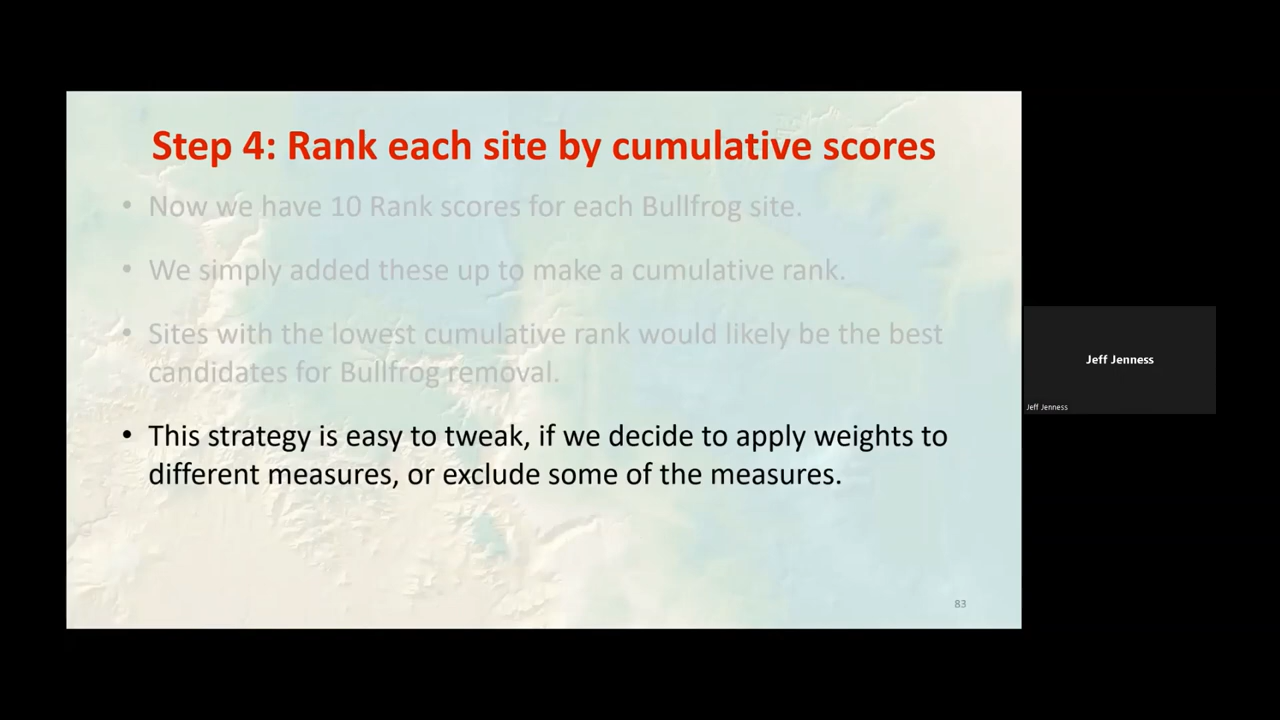 Step 4: Rank each site by cumulative scores
• Now we have 10 Rank scores for each Bullfrog site.
• We simply added these up to make a cumulative rank.
• Sites with the lowest cumulative rank would likely be the best
candidates for Bullfrog removal.
• This strategy is easy to tweak, if we decide to apply weights to
different measures, or exclude some of the measures.
83
Jeff Jenness
Jeff Jenness